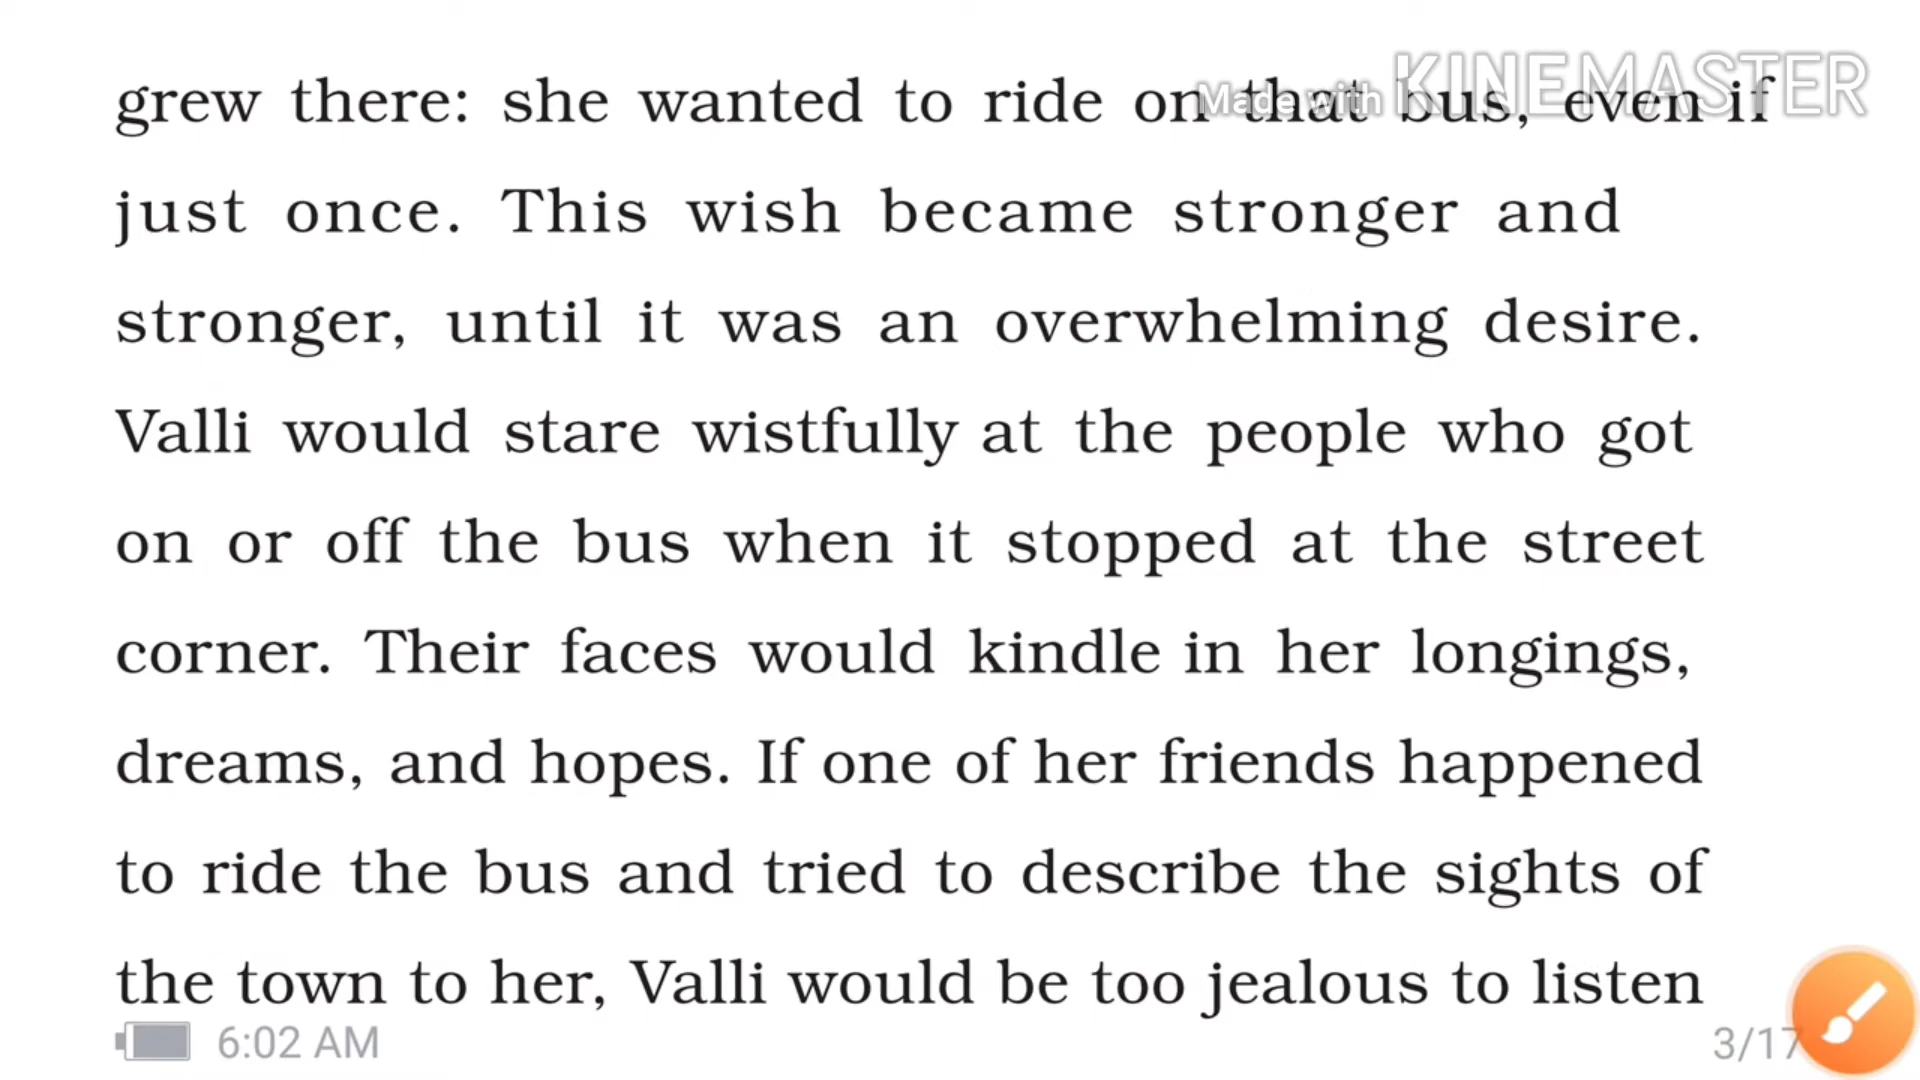 Made with KINEMASTER
grew there: she wanted to ride on that bus, even if
just once. This wish became stronger and
stronger, until it was an overwhelming desire.
Valli would stare wistfully at the people who got
on or off the bus when it stopped at the street
corner. Their faces would kindle in her longings,
dreams, and hopes. If one of her friends happened
to ride the bus and tried to describe the sights of
the town to her, Valli would be too jealous to listen
6:02 AM
3/17